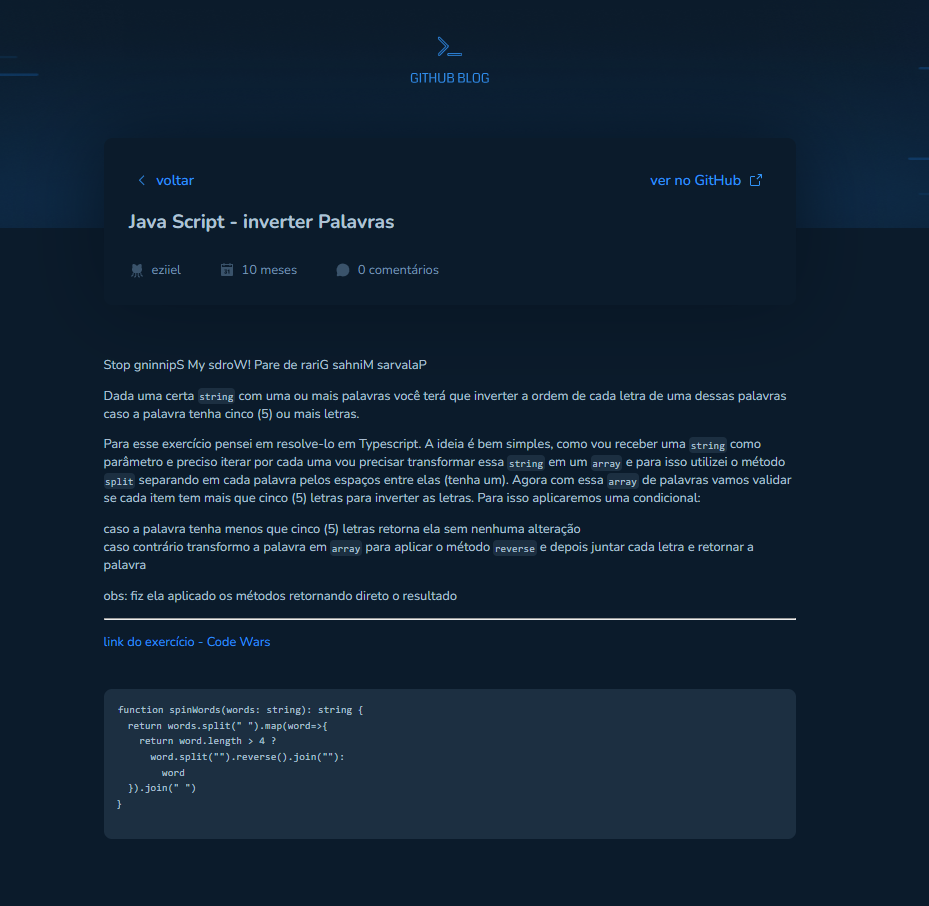 GITHUB BLOG
voltar
ver no GitHub
Java Script - inverter Palavras
eziiel
10 meses
0 comentários
Stop gninnipS My sdroW! Pare de rariG sahniM sarvalaP
Dada uma certa string com uma ou mais palavras você terá que inverter a ordem de cada letra de uma dessas palavras
caso a palavra tenha cinco (5) ou mais letras.
Para esse exercício pensei em resolve-lo em Typescript. A ideia é bem simples, como vou receber uma string como
parâmetro e preciso iterar por cada uma vou precisar transformar essa string em um array e para isso utilizei o método
split separando em cada palavra pelos espaços entre elas (tenha um). Agora com essa array de palavras vamos validar
se cada item tem mais que cinco (5) letras para inverter as letras. Para isso aplicaremos uma condicional:
caso a palavra tenha menos que cinco (5) letras retorna ela sem nenhuma alteração
caso contrário transformo a palavra em array para aplicar o método reverse e depois juntar cada letra e retornar a
palavra
obs: fiz ela aplicado os métodos retornando direto o resultado
link do exercício - Code Wars
function spinWords(words: string): string {
  return words.split(" ").map(word=>{
    return word.length > 4 ?
      word.split("").reverse().join(""):
        word
  }).join(" ")
}